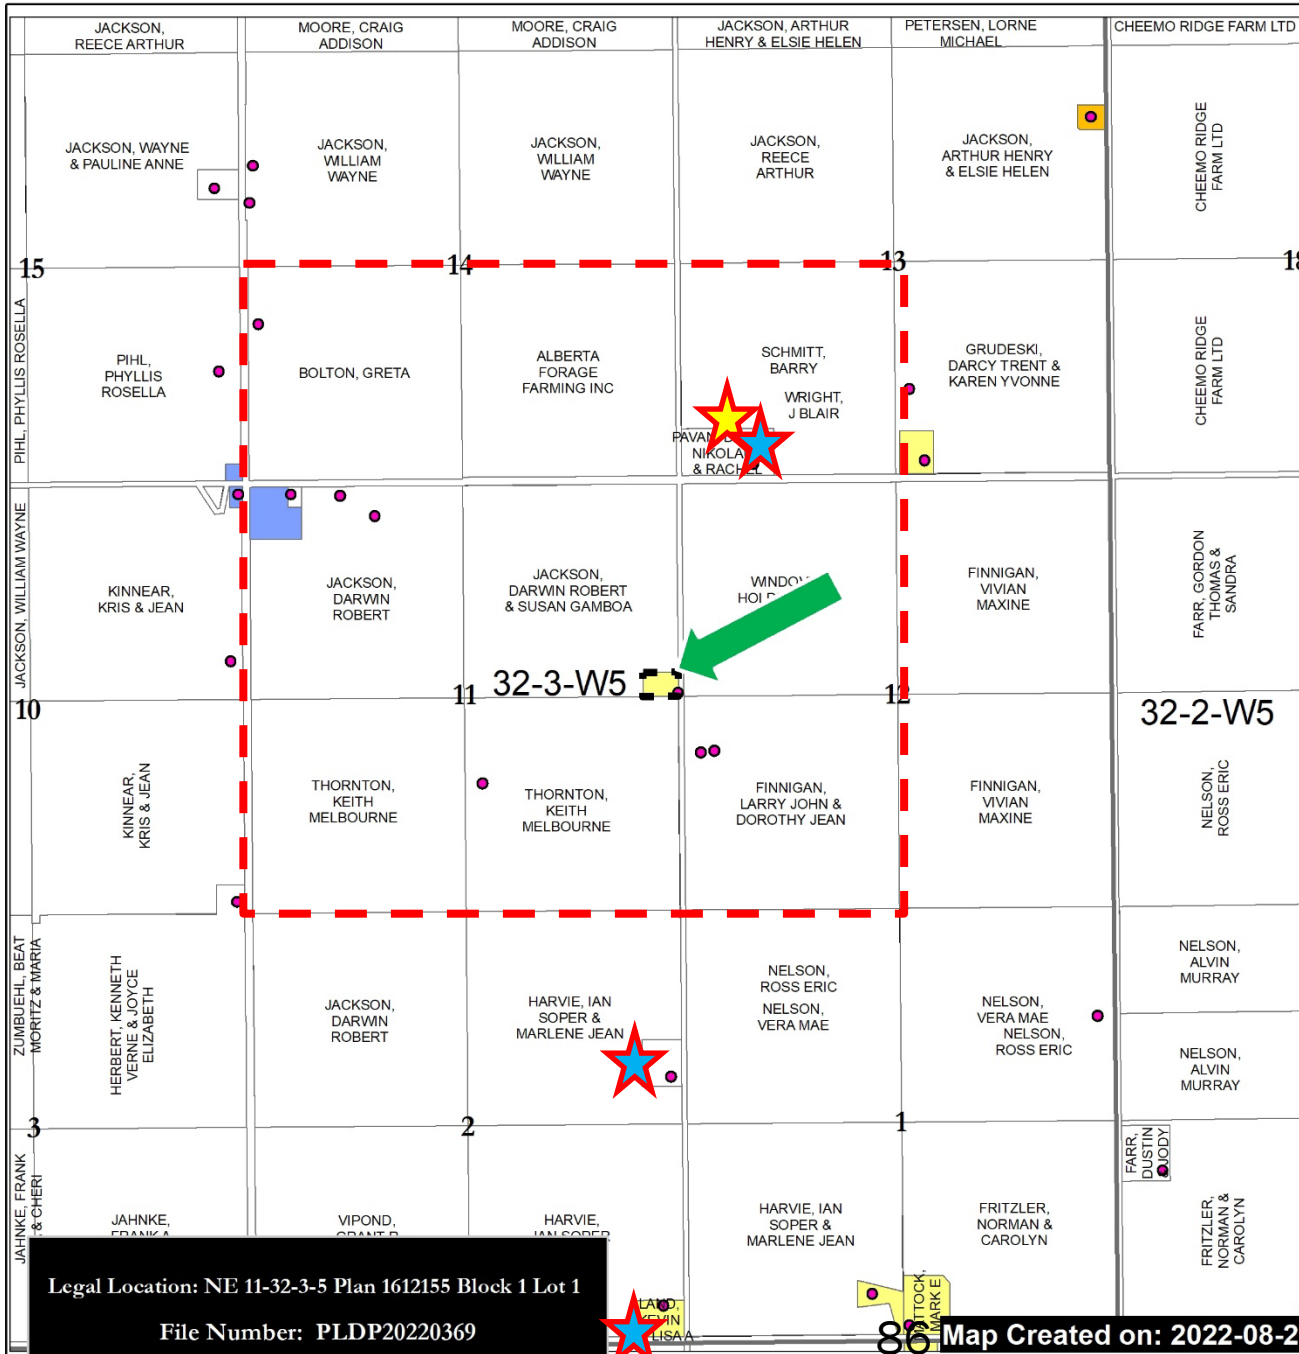 JACKSON,
REECE ARTHUR
MOORE, CRAIG
ADDISON
MOORE, CRAIG
ADDISON
JACKSON, ARTHUR
HENRY & ELSIE HELEN
PETERSEN, LORNE
MICHAEL
CHEEMO RIDGE FARM LTD
JACKSON, WAYNE
& PAULINE ANNE
JACKSON,
WILLIAM
WAYNE
JACKSON,
WILLIAM
WAYNE
JACKSON,
REECE
ARTHUR
JACKSON,
ARTHUR HENRY
& ELSIE HELEN
CHEEMO RIDGE
FARM LTD
15
14
13
18
PIHL, PHYLLIS ROSELLA
PIHL,
PHYLLIS
ROSELLA
BOLTON, GRETA
ALBERTA
FORAGE
FARMING INC
SCHMITT,
BARRY
WRIGHT,
J BLAIR
GRUDESKI,
DARCY TRENT &
KAREN YVONNE
CHEEMO RIDGE
FARM LTD
NIKOLA
& RACHEL
JACKSON, WILLIAM WAYNE
KINNEAR,
KRIS & JEAN
JACKSON,
DARWIN
ROBERT
JACKSON,
DARWIN ROBERT
& SUSAN GAMBOA
FINNIGAN,
VIVIAN
MAXINE
FARR, GORDON
THOMAS &
SANDRA
32-3-W5
10
11
12
32-2-W5
KINNEAR,
KRIS & JEAN
THORNTON,
KEITH
MELBOURNE
THORNTON,
KEITH
MELBOURNE
FINNIGAN,
LARRY JOHN &
DOROTHY JEAN
FINNIGAN,
VIVIAN
MAXINE
NELSON,
ROSS ERIC
ZUMBUEHL, BEAT
MORITZ & MARIA
HERBERT, KENNETH
VERNE & JOYCE
ELIZABETH
JACKSON,
DARWIN
ROBERT
HARVIE, IAN
SOPER &
MARLENE JEAN
NELSON,
ROSS ERIC
NELSON,
VERA MAE
NELSON,
VERA MAE
NELSON,
ROSS ERIC
NELSON,
ALVIN
MURRAY
NELSON,
ALVIN
MURRAY
3
2
1
JAHNKE, FRANK
& CHERI
JAHNKE,
VIPOND,
HARVIE,
HARVIE, IAN
SOPER &
MARLENE JEAN
FRITZLER,
NORMAN &
CAROLYN
FARR,
DUSTIN
& JODY
FRITZLER,
NORMAN &
CAROLYN
MARK E
LISA A
Legal Location: NE 11-32-3-5 Plan 1612155 Block 1 Lot 1
File Number: PLDP20220369
86
Map Created on: 2022-08-2